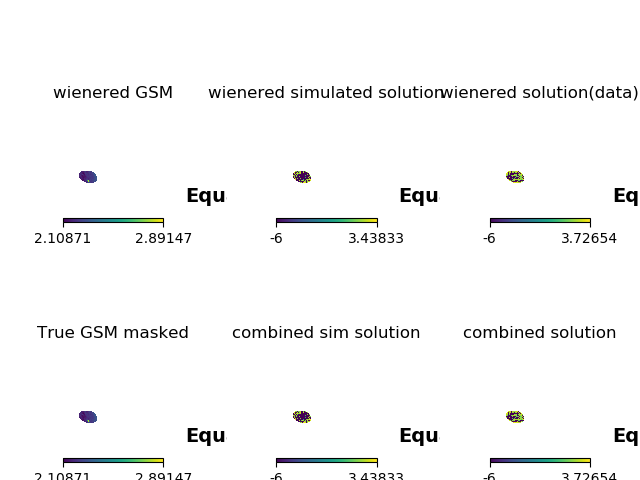 wienered GSM wienered simulated solution wienered solution(data)
Equ Equ Eq
2.10871 2.89147 -6 3.43833 -6 3.72654
True GSM masked combined sim solution combined solution
Equ Equ Eq
2.10871 2.89147 -6 3.43833 -6 3.72654